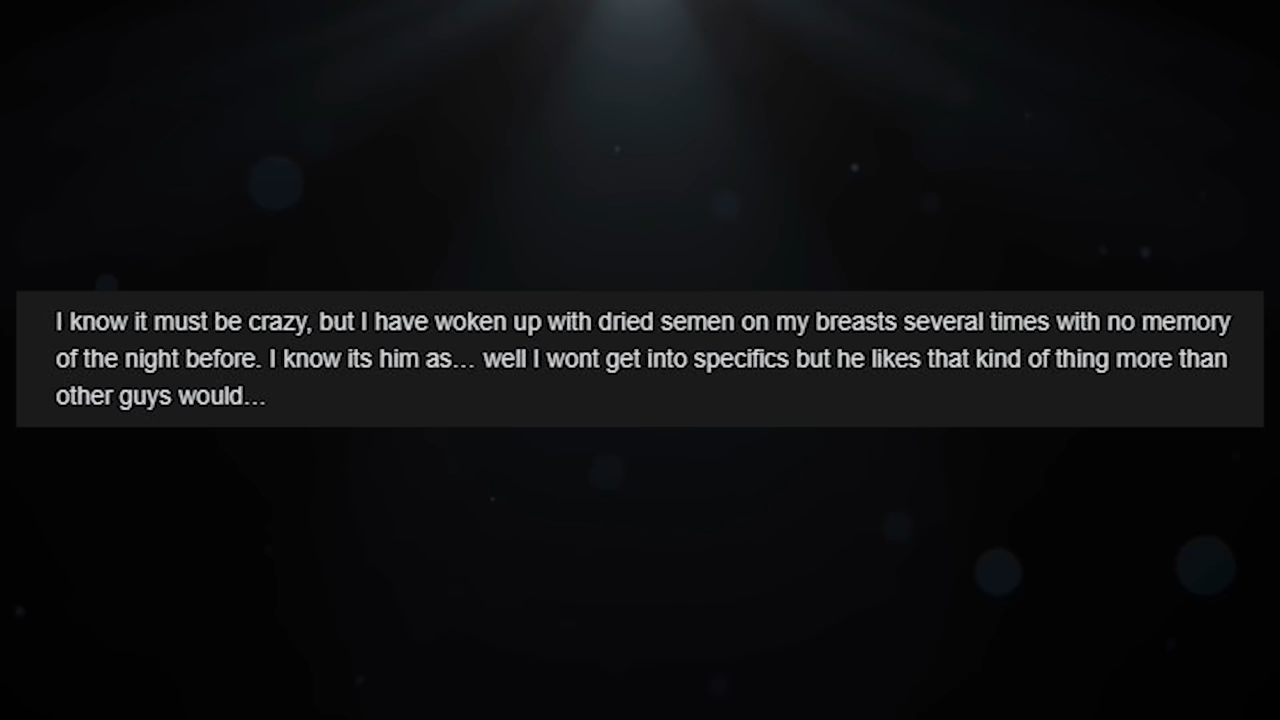 I know it must be crazy, but I have woken up with dried semen on my breasts several times with no memory
of the night before. I know its him as... well I wont get into specifics but he likes that kind of thing more than
other guys would...